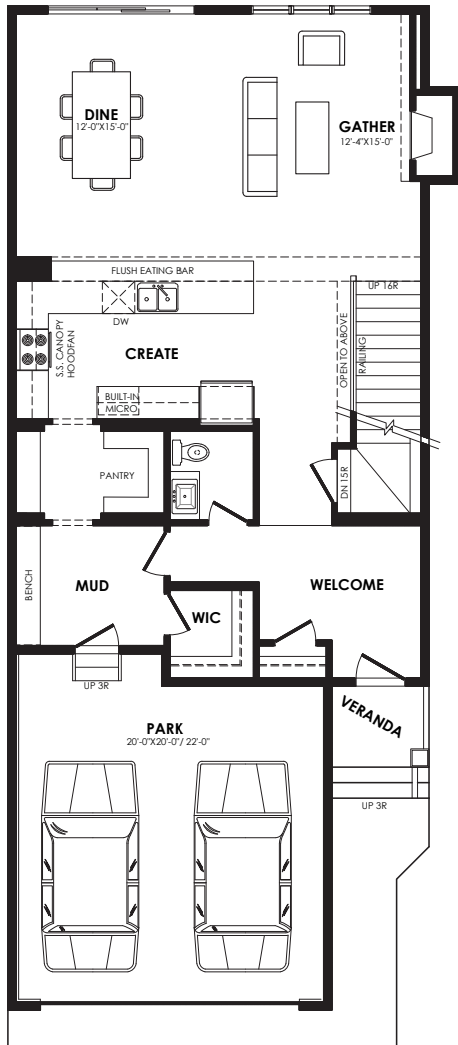 DINE
12'-0"X15'-0"
GATHER
12'-4"X15'-0"
FLUSH EATING BAR
UP 16R
DW
S.S. CANOPY
HOODFAN
CREATE
OPEN TO ABOVE
RAILING
BUILT-IN
MICRO
PANTRY
DN 15R
BENCH
MUD
WELCOME
WIC
UP 3R
PARK
20'-0"X20'-0"/ 22'-0"
VERANDA
UP 3R